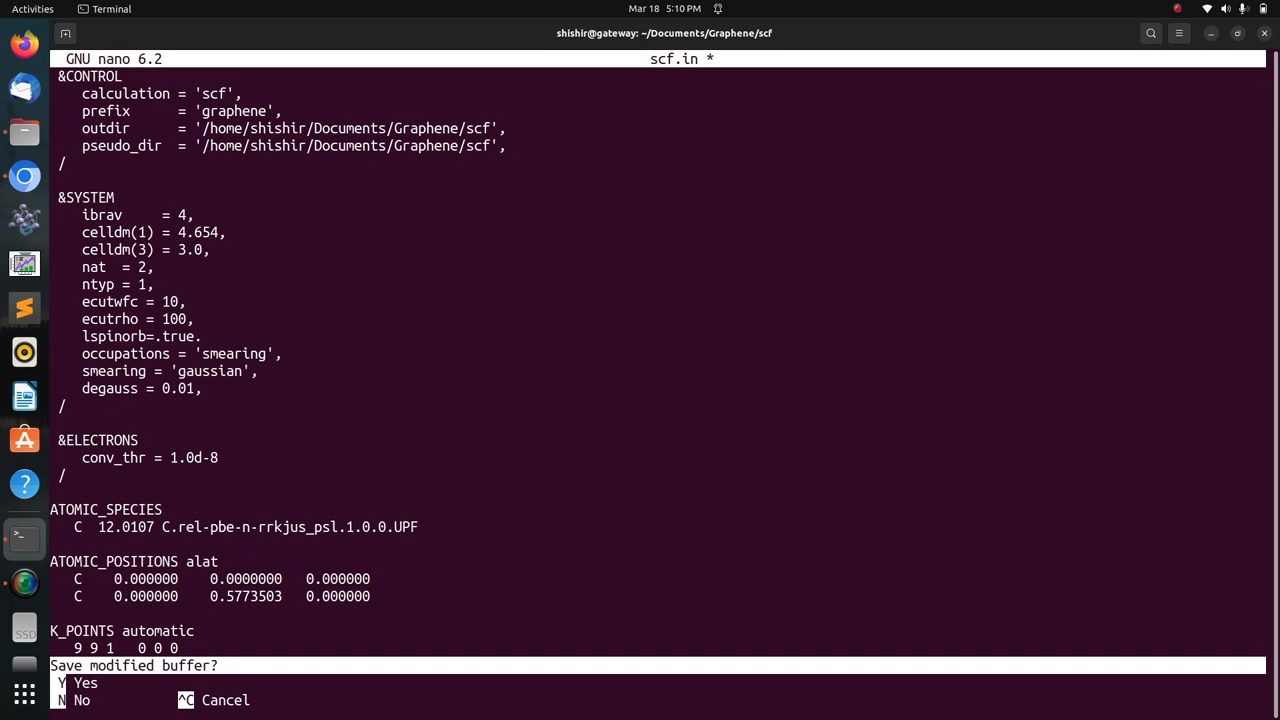 Activities Terminal Mar 18 5:10 PM
shishir@gateway: ~/Documents/Graphene/scf
GNU nano 6.2 scf.in *
&CONTROL
calculation = 'scf',
prefix = 'graphene',
outdir = '/home/shishir/Documents/Graphene/scf',
pseudo_dir = '/home/shishir/Documents/Graphene/scf',
/
&SYSTEM
ibrav = 4,
celldm(1) = 4.654,
celldm(3) = 3.0,
nat = 2,
ntyp = 1,
ecutwfc = 10,
ecutrho = 100,
lspinorb=.true.
occupations = 'smearing',
smearing = 'gaussian',
degauss = 0.01,
/
&ELECTRONS
conv_thr = 1.0d-8
/
ATOMIC_SPECIES
C 12.0107 C.rel-pbe-n-rrkjus_psl.1.0.0.UPF
ATOMIC_POSITIONS alat
C 0.000000 0.0000000 0.000000
C 0.000000 0.5773503 0.000000
K_POINTS automatic
9 9 1 0 0 0
Save modified buffer?
Y Yes
N No ^C Cancel
SSD